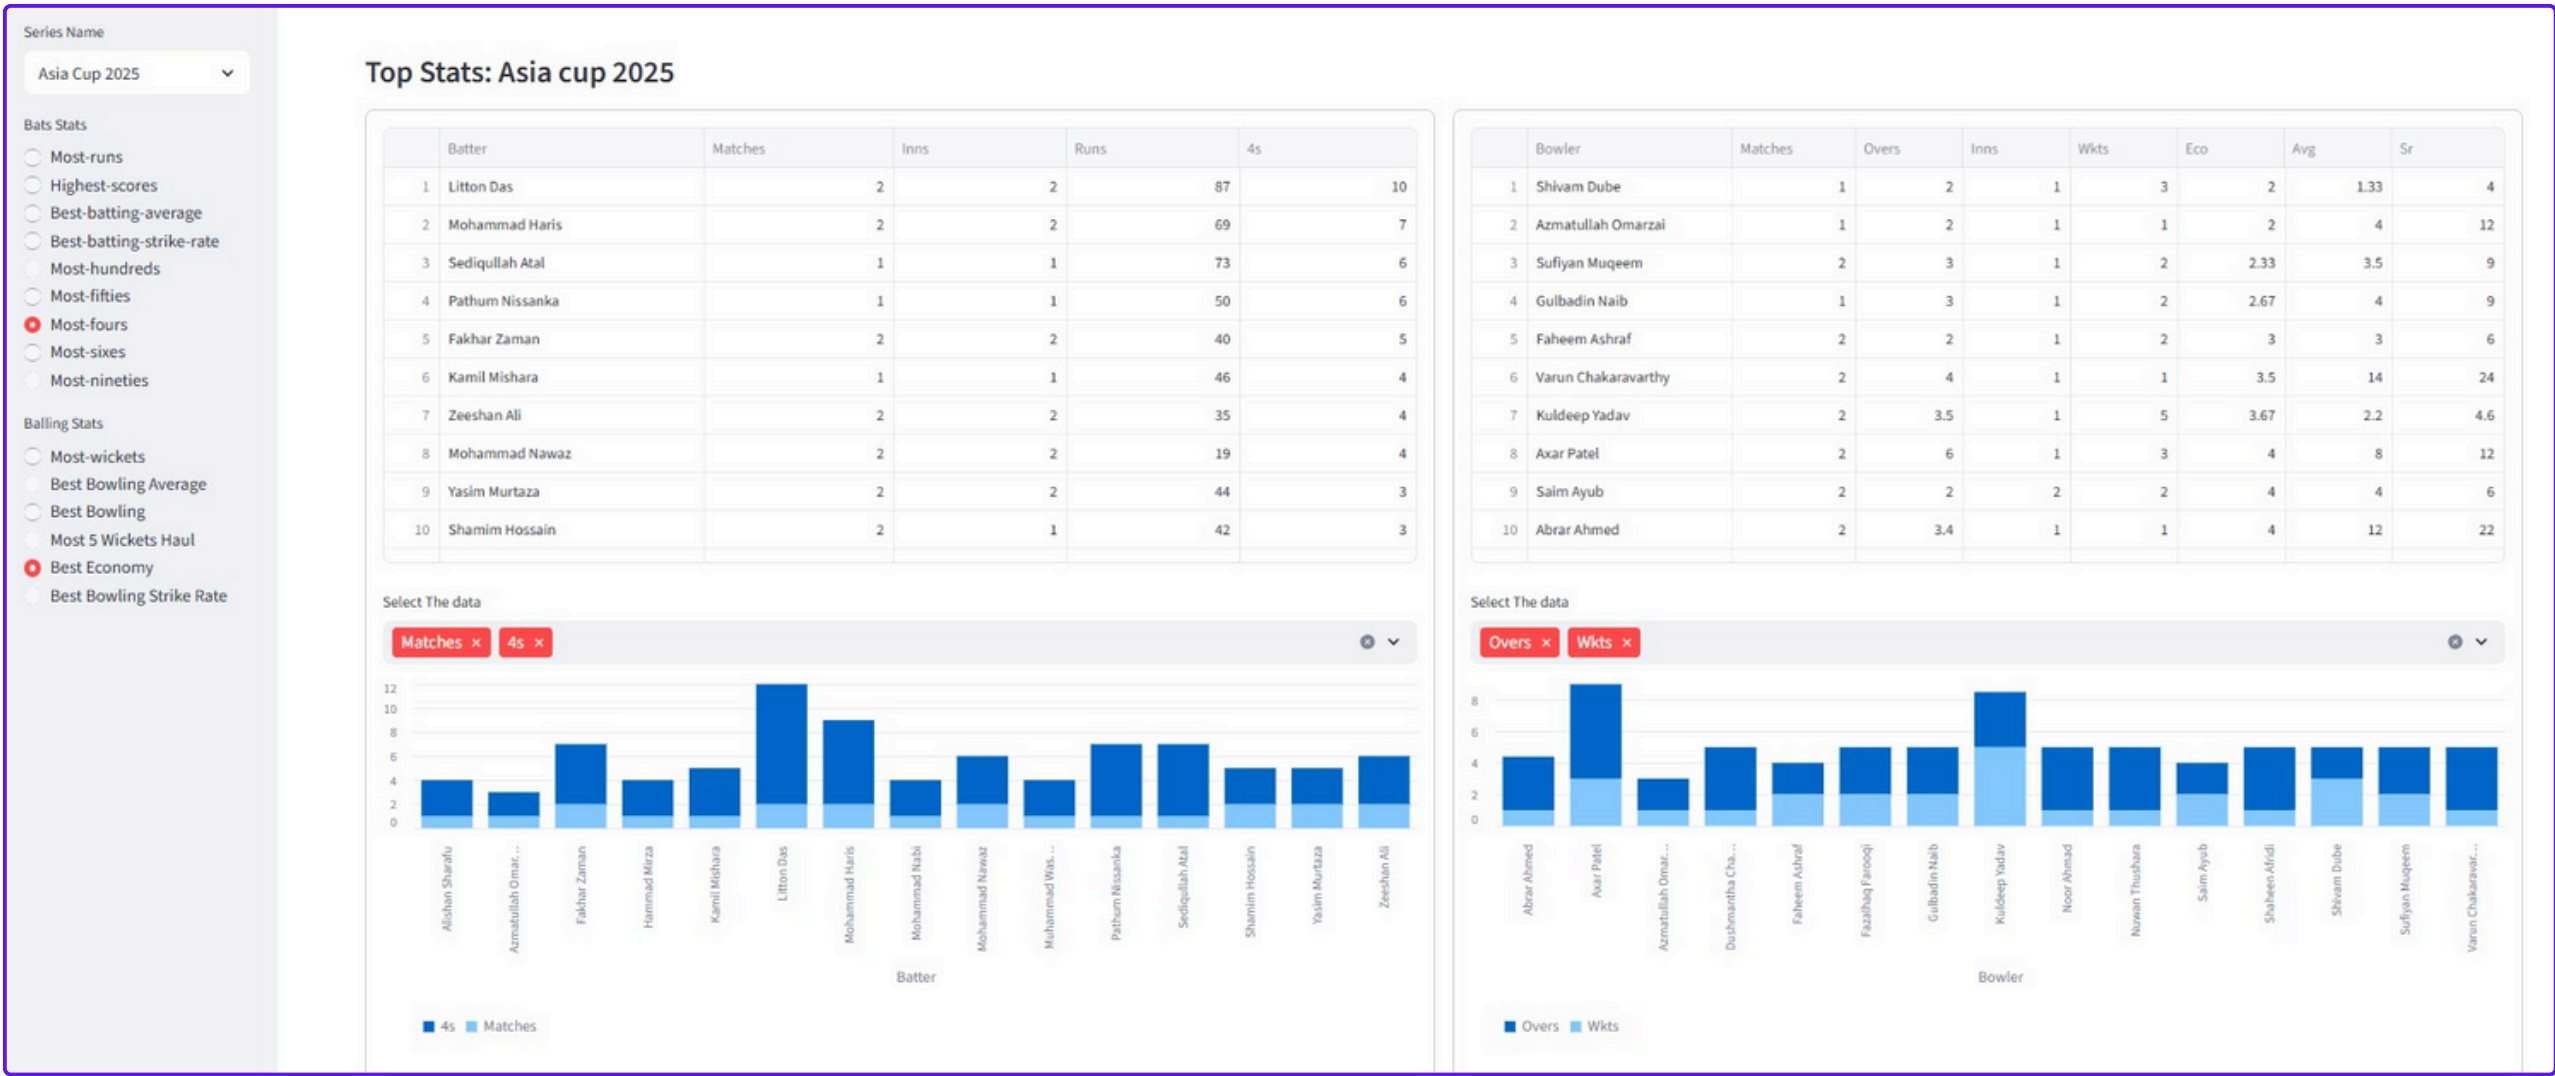 Series Name
Asia Cup 2025
Bats Stats
Most-runs
Highest-scores
Best-batting-average
Best-batting-strike-rate
Most-hundreds
Most-fifties
Most-fours
Most-sixes
Most-nineties
Balling Stats
Most-wickets
Best Bowling Average
Best Bowling
Most 5 Wickets Haul
Best Economy
Best Bowling Strike Rate
Top Stats: Asia cup 2025
Batter Matches Inns Runs 4s
1 Litton Das 2 2 87 10
2 Mohammad Haris 2 2 69 7
3 Sediqullah Atal 1 1 73 6
4 Pathum Nissanka 1 1 50 6
5 Fakhar Zaman 2 2 40 5
6 Kamil Mishara 1 1 46 4
7 Zeeshan Ali 2 2 35 4
8 Mohammad Nawaz 2 2 19 4
9 Yasim Murtaza 2 2 44 3
10 Shamim Hossain 2 1 42 3
Select The data
Matches × 4s ×
12
10
8
6
4
2
0
Alishan Sharafu
Azmatullah Omar...
Fakhar Zaman
Hammad Mirza
Kamil Mishara
Litton Das
Mohammad Haris
Mohammad Nabi
Mohammad Nawaz
Muhammad Was...
Pathum Nissanka
Sediqullah Atal
Shamim Hossain
Yasim Murtaza
Zeeshan Ali
Batter
4s Matches
Bowler Matches Overs Inns Wkts Eco Avg Sr
1 Shivam Dube 1 2 1 3 2 1.33 4
2 Azmatullah Omarzai 1 2 1 1 2 4 12
3 Sufiyan Muqeem 2 3 1 2 2.33 3.5 9
4 Gulbadin Naib 1 3 1 2 2.67 4 9
5 Faheem Ashraf 2 2 1 2 3 3 6
6 Varun Chakaravarthy 2 4 1 1 3.5 14 24
7 Kuldeep Yadav 2 3.5 1 5 3.67 2.2 4.6
8 Axar Patel 2 6 1 3 4 8 12
9 Saim Ayub 2 2 2 2 4 4 6
10 Abrar Ahmed 2 3.4 1 1 4 12 22
Select The data
Overs × Wkts ×
8
6
4
2
0
Abrar Ahmed
Axar Patel
Azmatullah Omar...
Dushmantha Cha...
Faheem Ashraf
Fazalhaq Farooqi
Gulbadin Naib
Kuldeep Yadav
Noor Ahmad
Nuwan Thushara
Saim Ayub
Shaheen Afridi
Shivam Dube
Sufiyan Muqeem
Varun Chakaravar...
Bowler
Overs Wkts